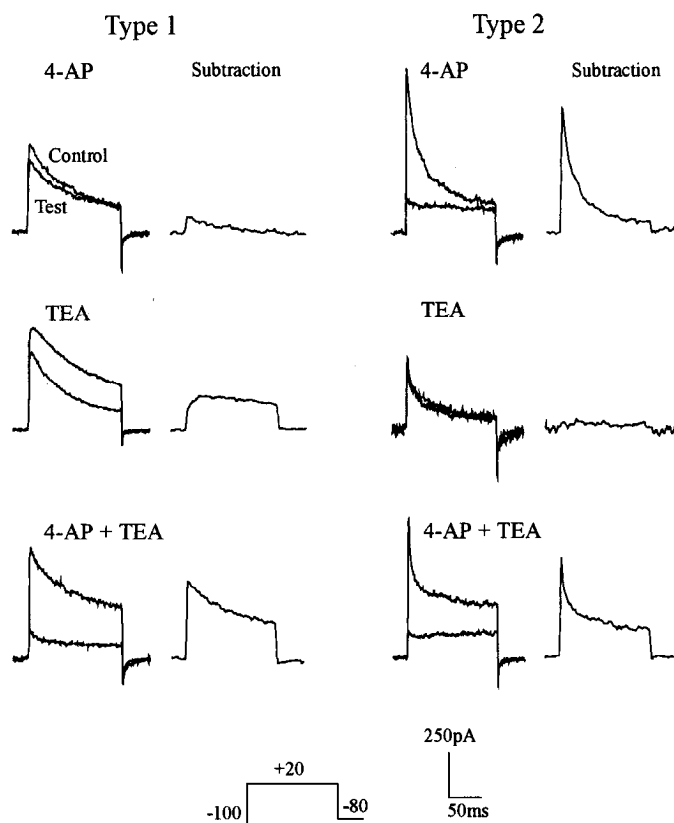 Type 1
Type 2
4-AP
Subtraction
4-AP
Subtraction
Control
Test
TEA
TEA
4-AP + TEA
4-AP + TEA
+20
-100
-80
250pA
50ms